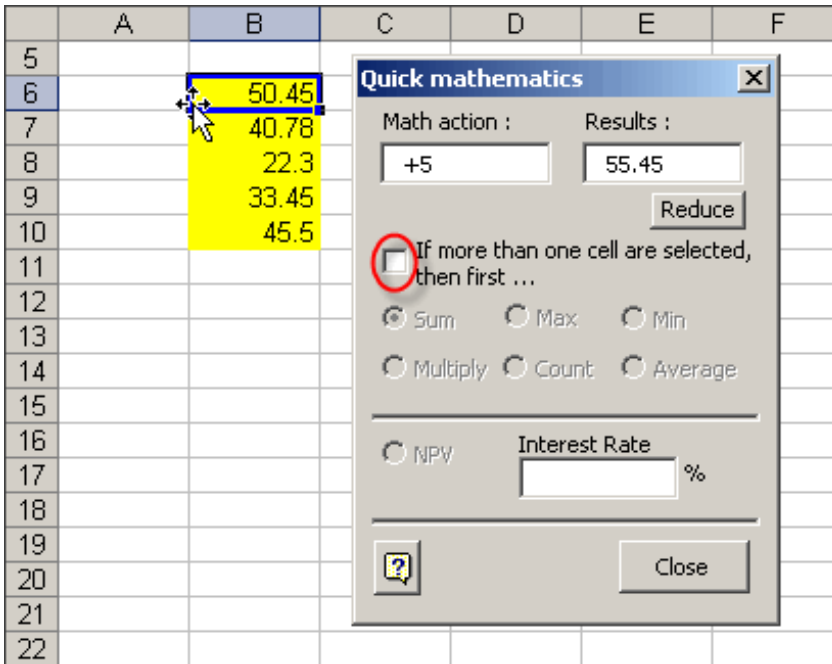 A B C D E F
5
6 50.45
7 40.78
8 22.3
9 33.45
10 45.5
11
12
13
14
15
16
17
18
19
20
21
22
Quick mathematics
Math action : Results :
+5 55.45
Reduce
If more than one cell are selected,
then first ...
Sum Max Min
Multiply Count Average
NPV Interest Rate
%
? Close